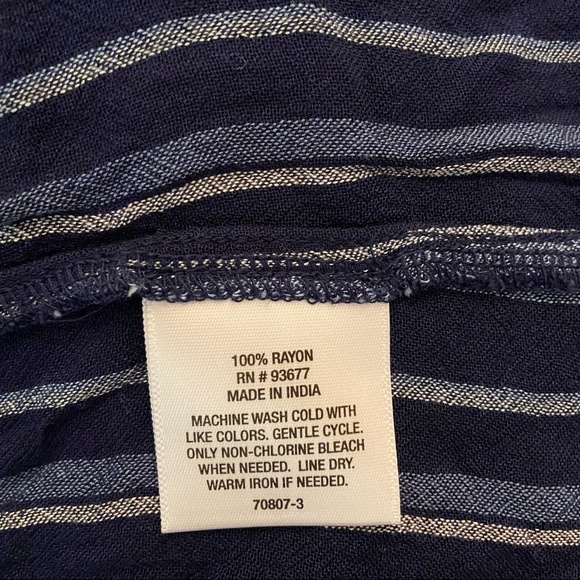 100% RAYON
RN # 93677
MADE IN INDIA
MACHINE WASH COLD WITH
LIKE COLORS. GENTLE CYCLE.
ONLY NON-CHLORINE BLEACH
WHEN NEEDED. LINE DRY.
WARM IRON IF NEEDED.
70807-3